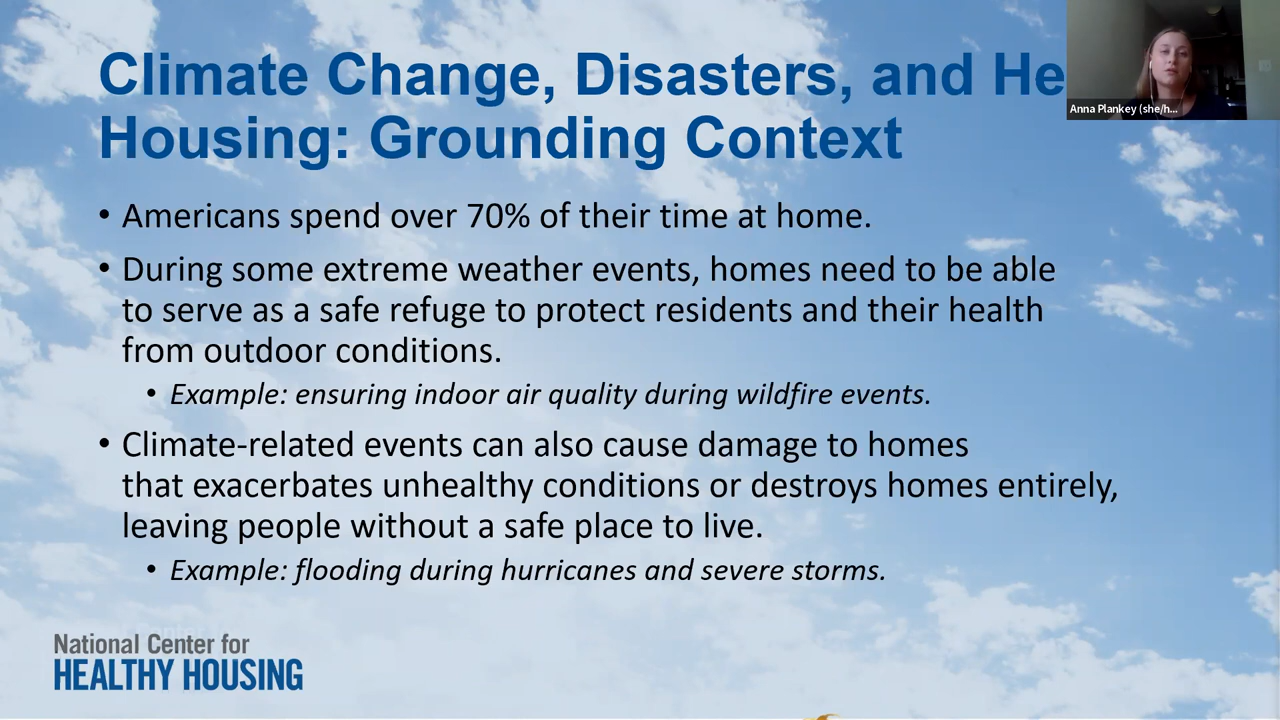 Climate Change, Disasters, and He
Housing: Grounding Context
Anna Plankey (she/h...
• Americans spend over 70% of their time at home.
• During some extreme weather events, homes need to be able
to serve as a safe refuge to protect residents and their health
from outdoor conditions.
• Example: ensuring indoor air quality during wildfire events.
• Climate-related events can also cause damage to homes
that exacerbates unhealthy conditions or destroys homes entirely,
leaving people without a safe place to live.
• Example: flooding during hurricanes and severe storms.
National Center for
HEALTHY HOUSING